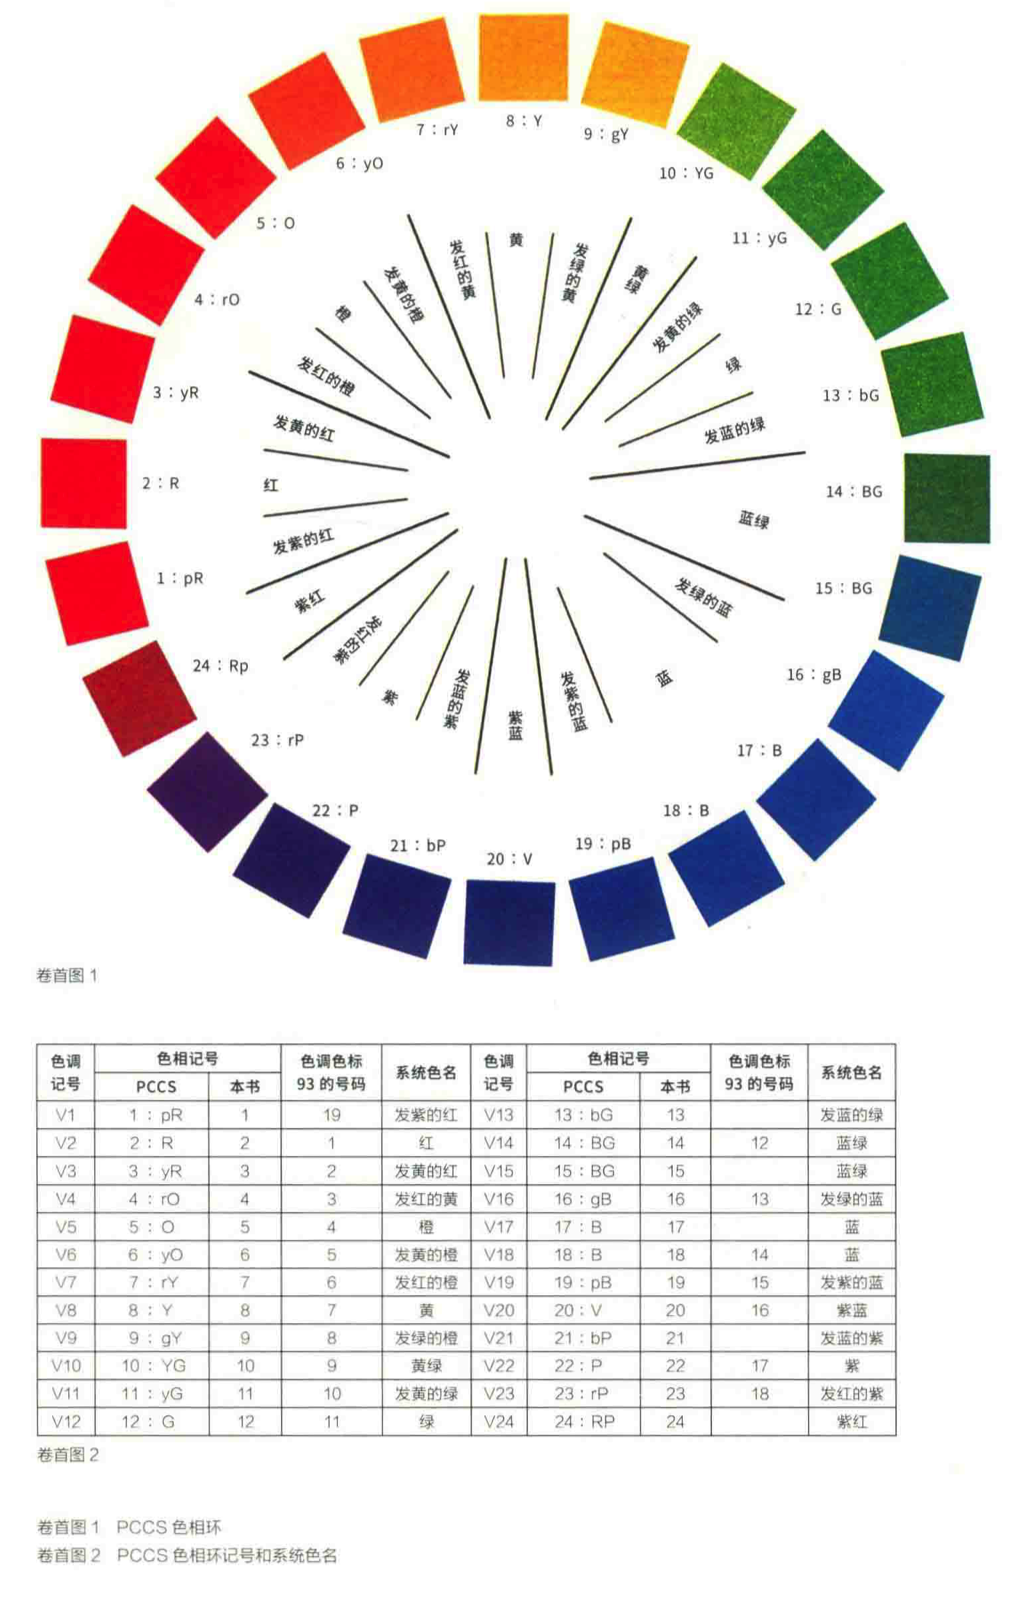 8：Y
9：gY
10：YG
11：yG
12：G
13：bG
14：BG
15：BG
16：gB
17：B
18：B
19：pB
20：V
21：bP
22：P
23：rP
24：Rp
1：pR
2：R
3：yR
4：rO
5：O
6：yO
7：rY
黄
发绿的黄
黄绿
发黄的绿
绿
发蓝的绿
蓝绿
发绿的蓝
蓝
发紫的蓝
紫蓝
发蓝的紫
紫
发红的紫
紫红
发紫的红
红
发黄的红
发红的橙
橙
发黄的橙
发红的黄
卷首图 1
色调记号 色相记号 色调色标93 的号码 系统色名 色调记号 色相记号 色调色标93 的号码 系统色名
PCCS 本书 PCCS 本书
V1 1：pR 1 19 发紫的红 V13 13：bG 13 发蓝的绿
V2 2：R 2 1 红 V14 14：BG 14 12 蓝绿
V3 3：yR 3 2 发黄的红 V15 15：BG 15 蓝绿
V4 4：rO 4 3 发红的黄 V16 16：gB 16 13 发绿的蓝
V5 5：O 5 4 橙 V17 17：B 17 蓝
V6 6：yO 6 5 发黄的橙 V18 18：B 18 14 蓝
V7 7：rY 7 6 发红的橙 V19 19：pB 19 15 发紫的蓝
V8 8：Y 8 7 黄 V20 20：V 20 16 紫蓝
V9 9：gY 9 8 发绿的橙 V21 21：bP 21 发蓝的紫
V10 10：YG 10 9 黄绿 V22 22：P 22 17 紫
V11 11：yG 11 10 发黄的绿 V23 23：rP 23 18 发红的紫
V12 12：G 12 11 绿 V24 24：RP 24 紫红
卷首图 2
卷首图 1 PCCS 色相环
卷首图 2 PCCS 色相环记号和系统色名